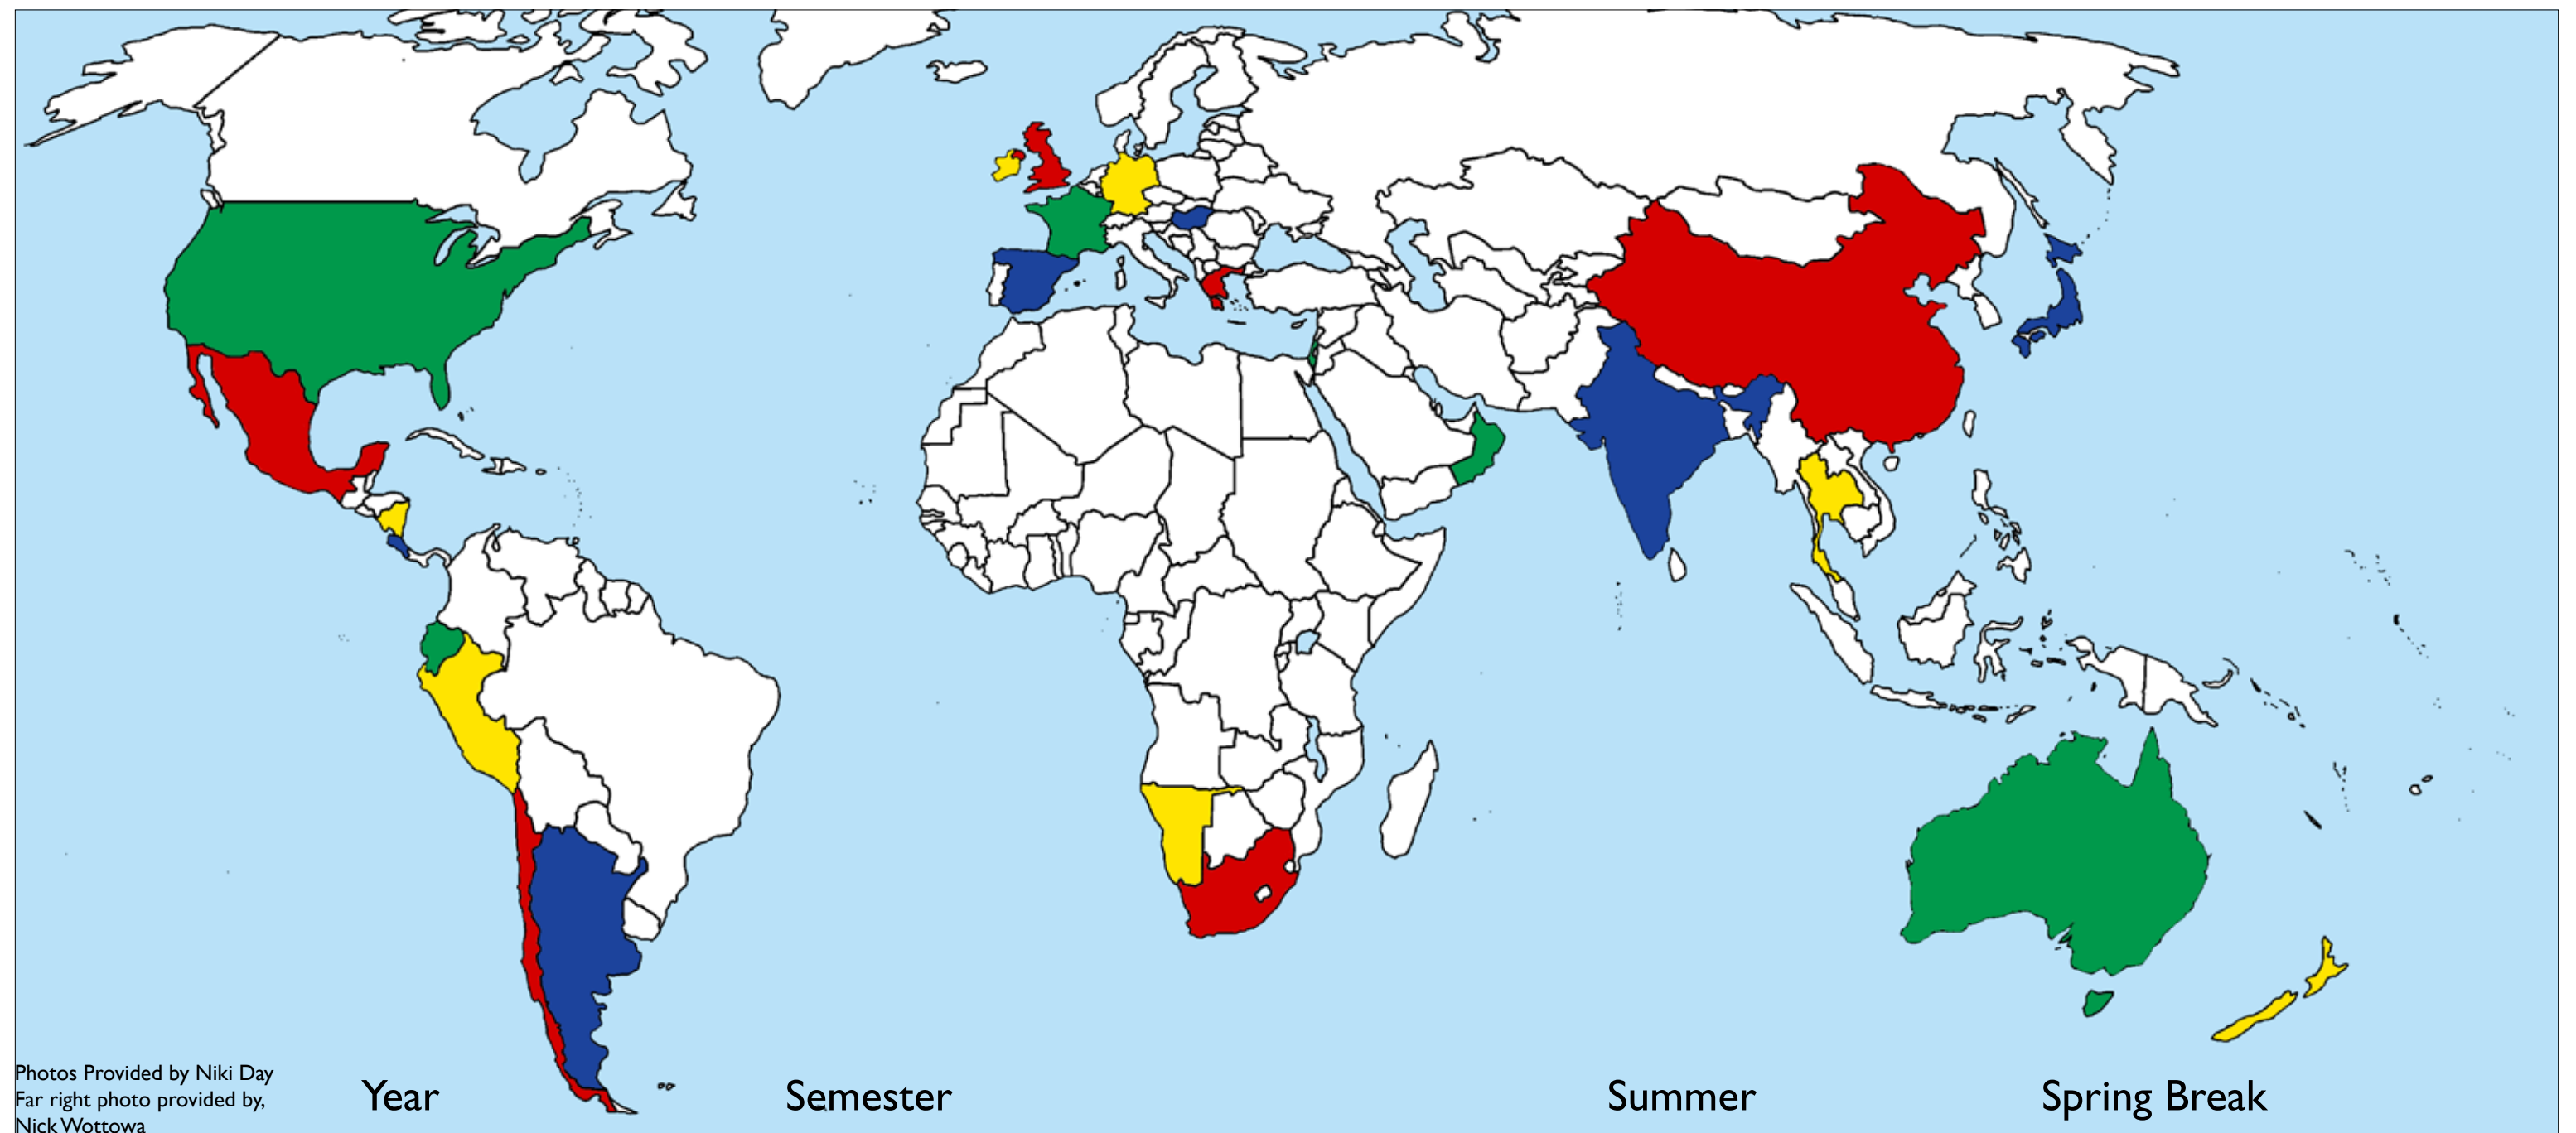 Photos Provided by Niki Day
Far right photo provided by,
Nick Wottowa
Year
Semester
Summer
Spring Break